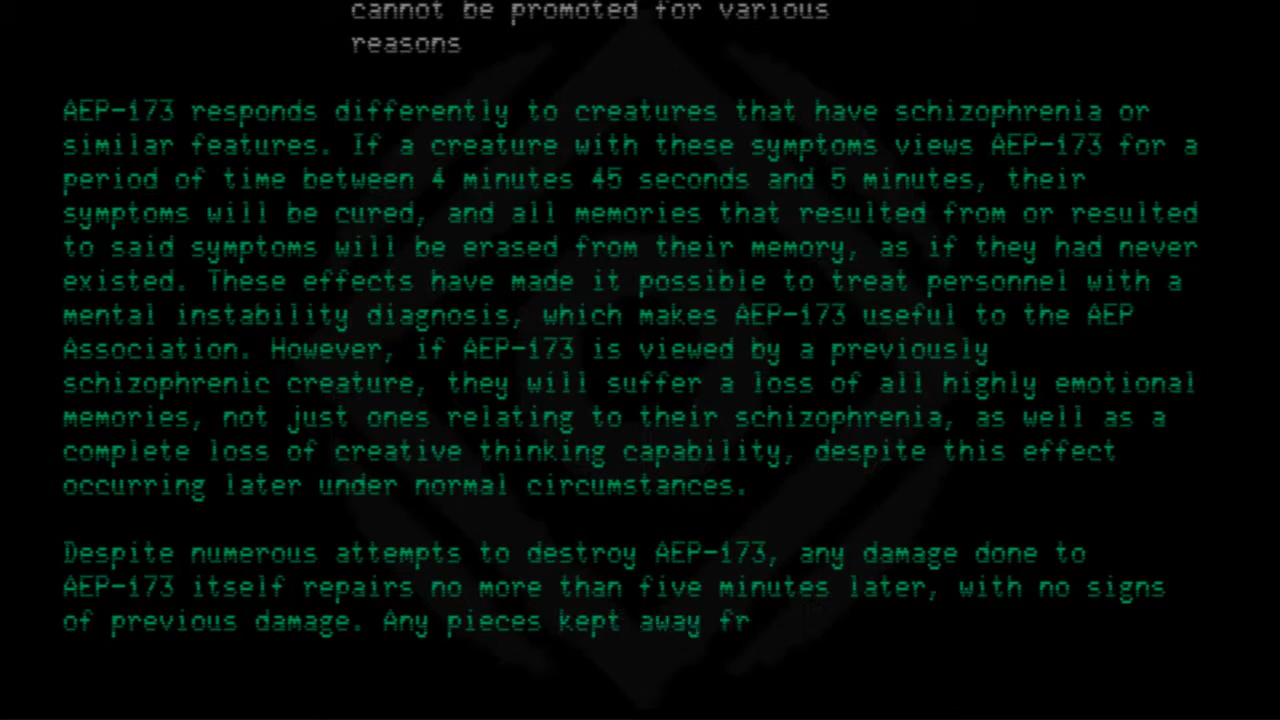 cannot be promoted for various
reasons
AEP-173 responds differently to creatures that have schizophrenia or
similar features. If a creature with these symptoms views AEP-173 for a
period of time between 4 minutes 45 seconds and 5 minutes, their
symptoms will be cured, and all memories that resulted from or resulted
to said symptoms will be erased from their memory, as if they had never
existed. These effects have made it possible to treat personnel with a
mental instability diagnosis, which makes AEP-173 useful to the AEP
Association. However, if AEP-173 is viewed by a previously
schizophrenic creature, they will suffer a loss of all highly emotional
memories, not just ones relating to their schizophrenia, as well as a
complete loss of creative thinking capability, despite this effect
occurring later under normal circumstances.
Despite numerous attempts to destroy AEP-173, any damage done to
AEP-173 itself repairs no more than five minutes later, with no signs
of previous damage. Any pieces kept away fr